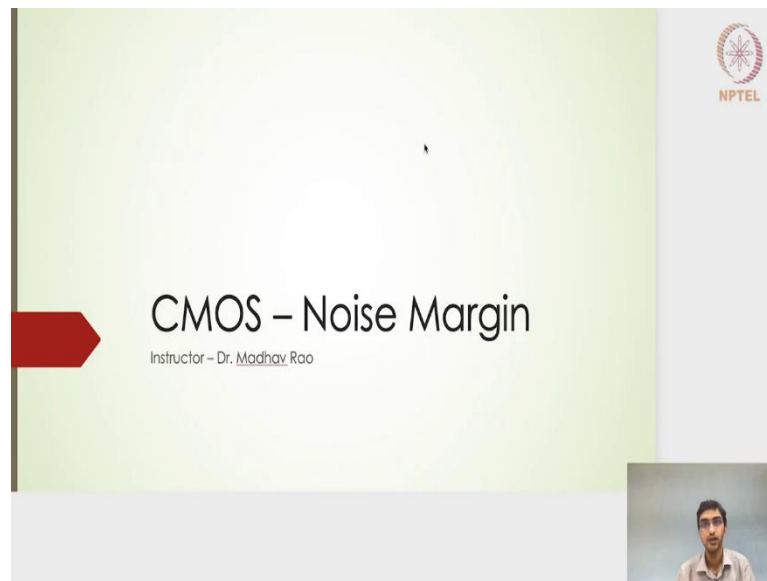 NPTEL
CMOS – Noise Margin
Instructor – Dr. Madhav Rao